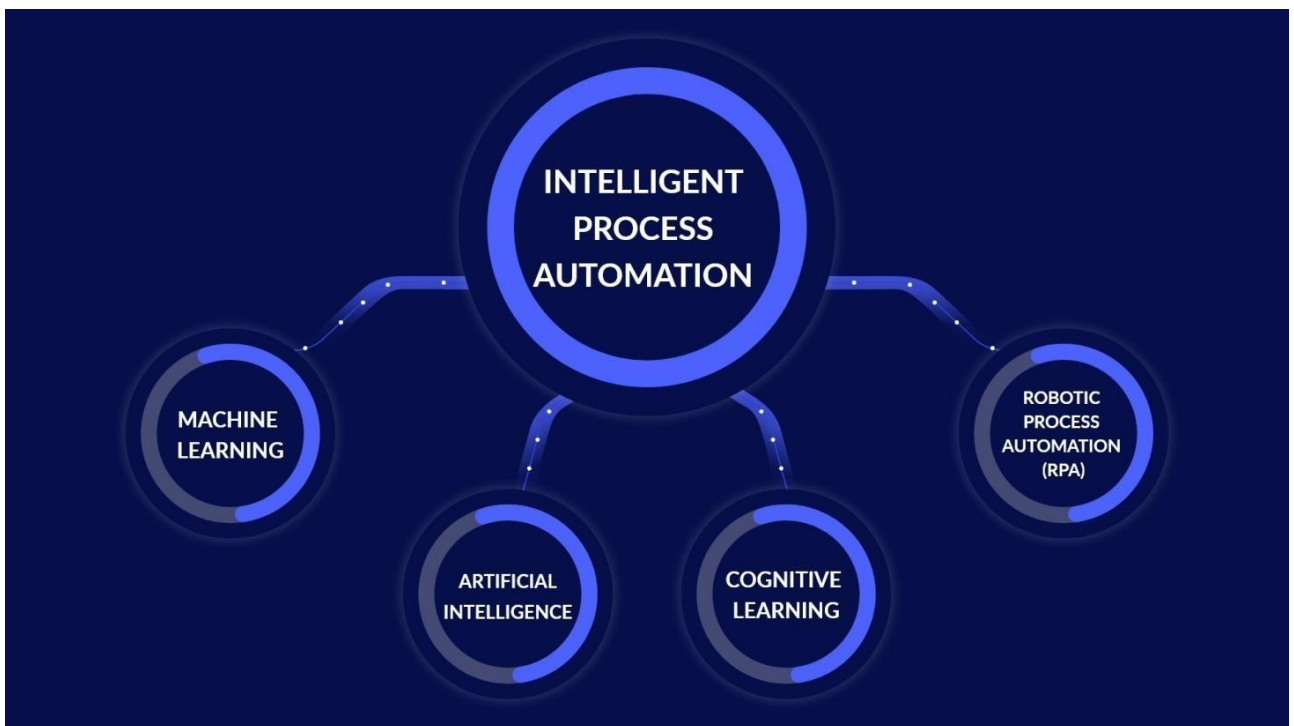 INTELLIGENT
PROCESS
AUTOMATION
MACHINE
LEARNING
ARTIFICIAL
INTELLIGENCE
COGNITIVE
LEARNING
ROBOTIC
PROCESS
AUTOMATION
(RPA)